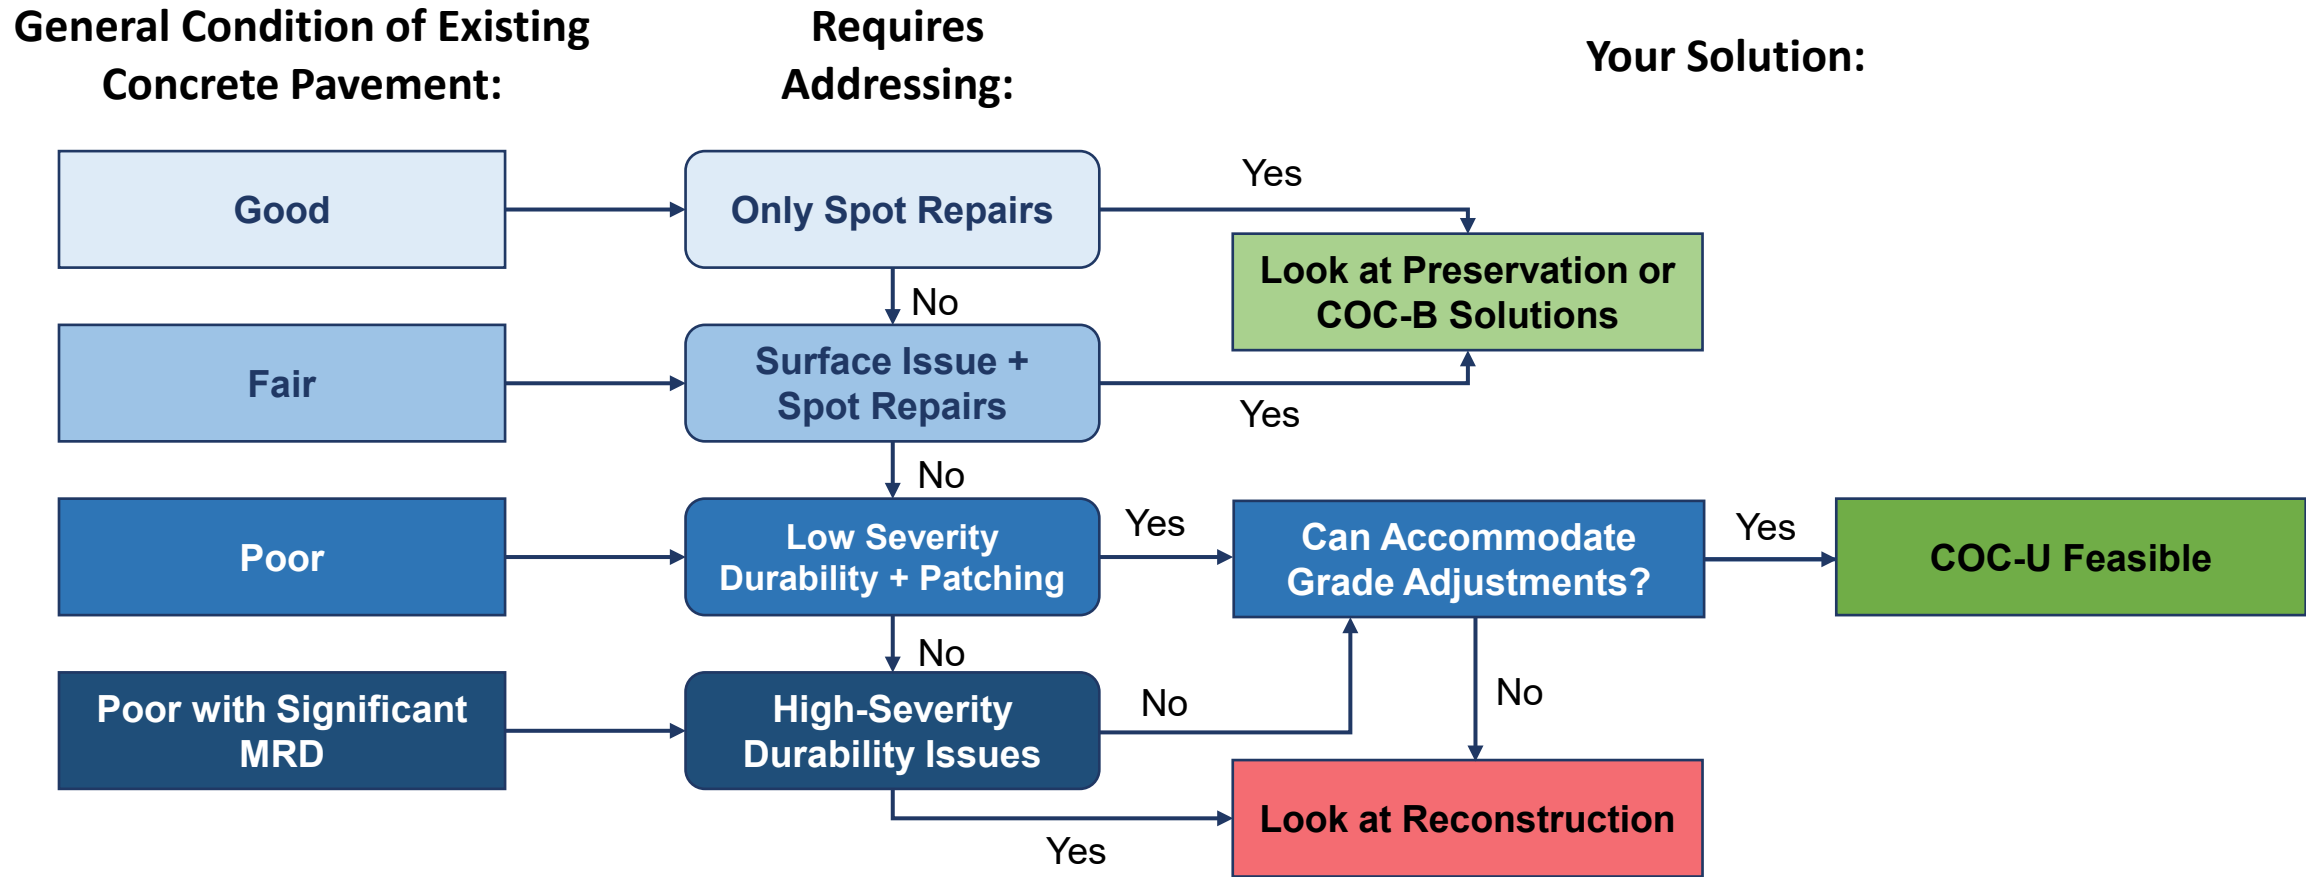 General Condition of Existing
Concrete Pavement:
Requires
Addressing:
Your Solution:
Good
Only Spot Repairs
Yes
Look at Preservation or
COC-B Solutions
No
Fair
Surface Issue +
Spot Repairs
Yes
No
Poor
Low Severity
Durability + Patching
Yes
Can Accommodate
Grade Adjustments?
Yes
COC-U Feasible
No
Poor with Significant
MRD
High-Severity
Durability Issues
No
No
Look at Reconstruction
Yes